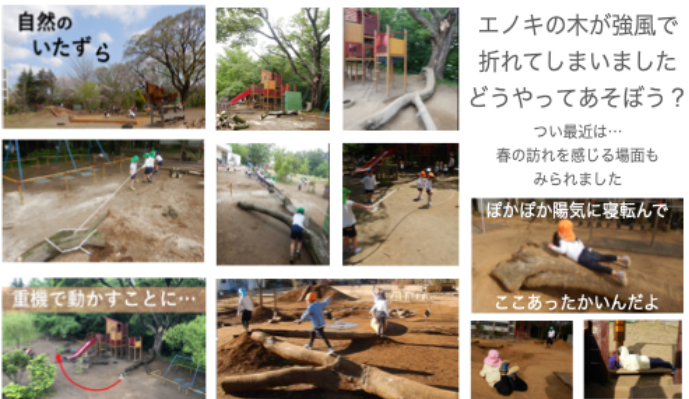 自然の
いたずら
エノキの木が強風で
折れてしまいました
どうやってあそぼう？
つい最近は…
春の訪れを感じる場面も
みられました
ぽかぽか陽気に寝転んで
ここあったかいんだよ
重機で動かすことに…